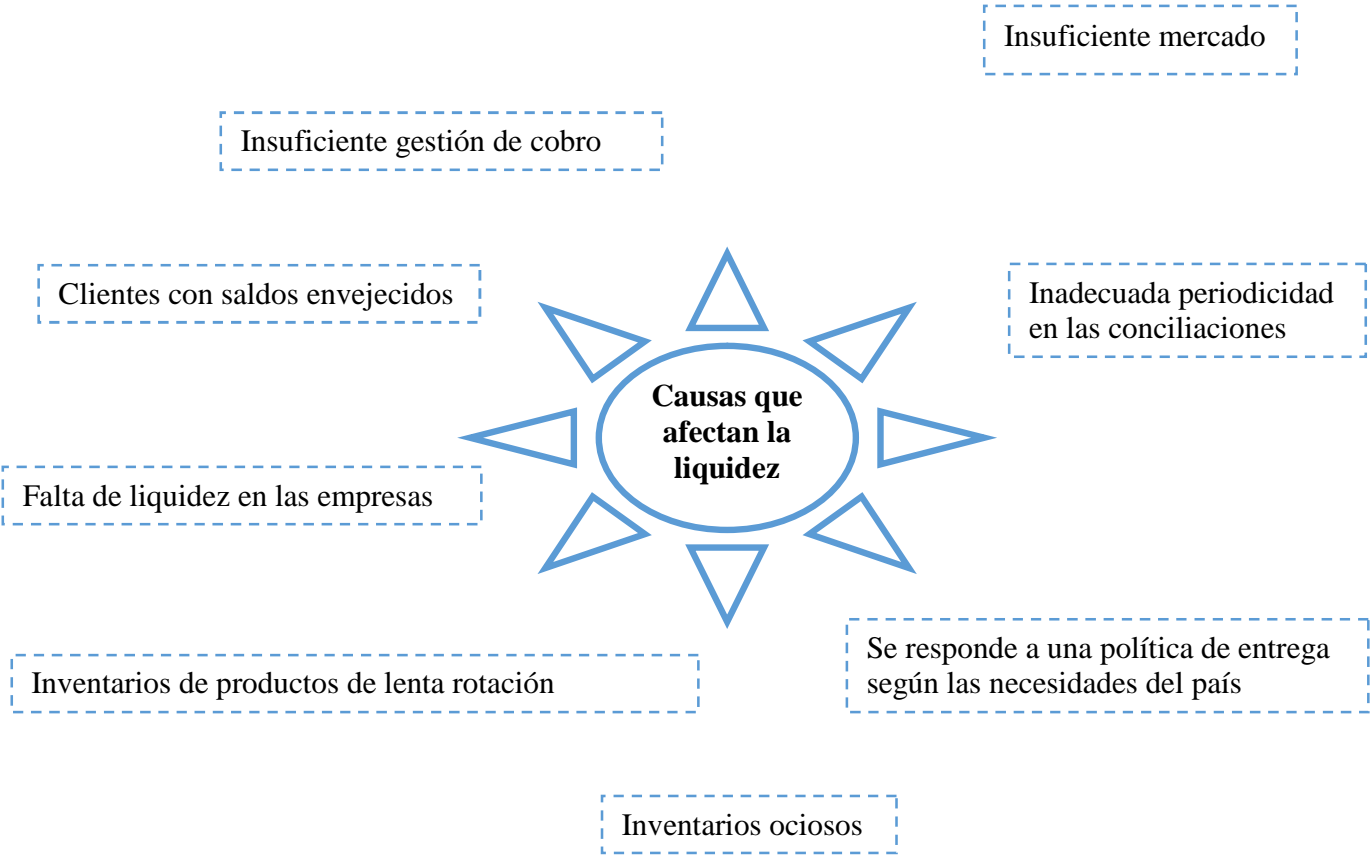 Insuficiente mercado
Insuficiente gestión de cobro
Clientes con saldos envejecidos
Inadecuada periodicidad
en las conciliaciones
Causas que
afectan la
liquidez
Falta de liquidez en las empresas
Se responde a una política de entrega
según las necesidades del país
Inventarios de productos de lenta rotación
Inventarios ociosos